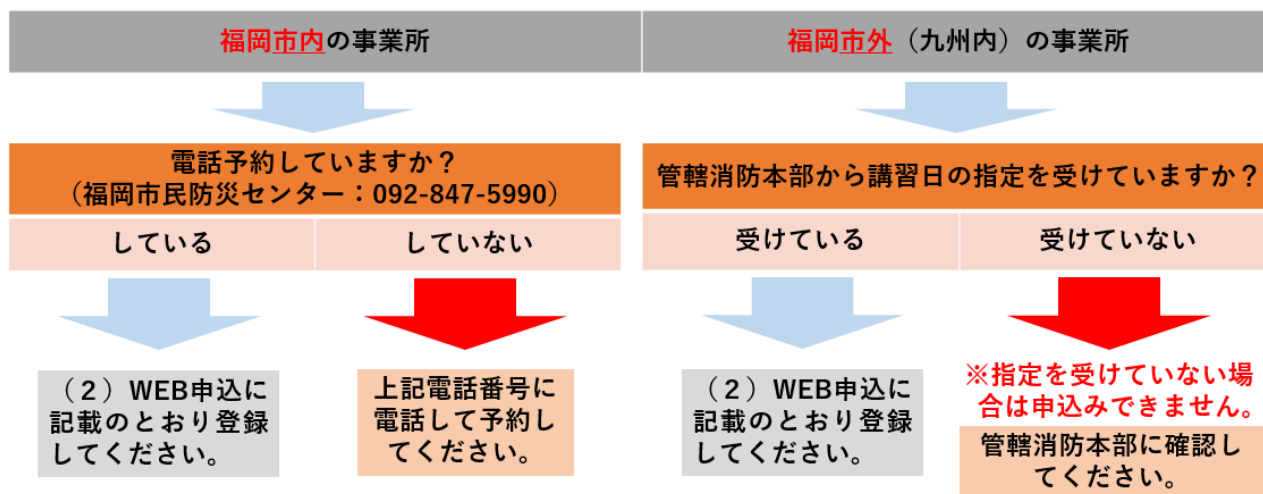 福岡市内の事業所
電話予約していますか？
（福岡市民防災センター：092-847-5990）
している
していない
（２）WEB申込に
記載のとおり登録
してください。
上記電話番号に
電話して予約し
てください。
福岡市外（九州内）の事業所
管轄消防本部から講習日の指定を受けていますか？
受けている
受けていない
（２）WEB申込に
記載のとおり登録
してください。
※指定を受けていない場
合は申込みできません。
管轄消防本部に確認し
てください。